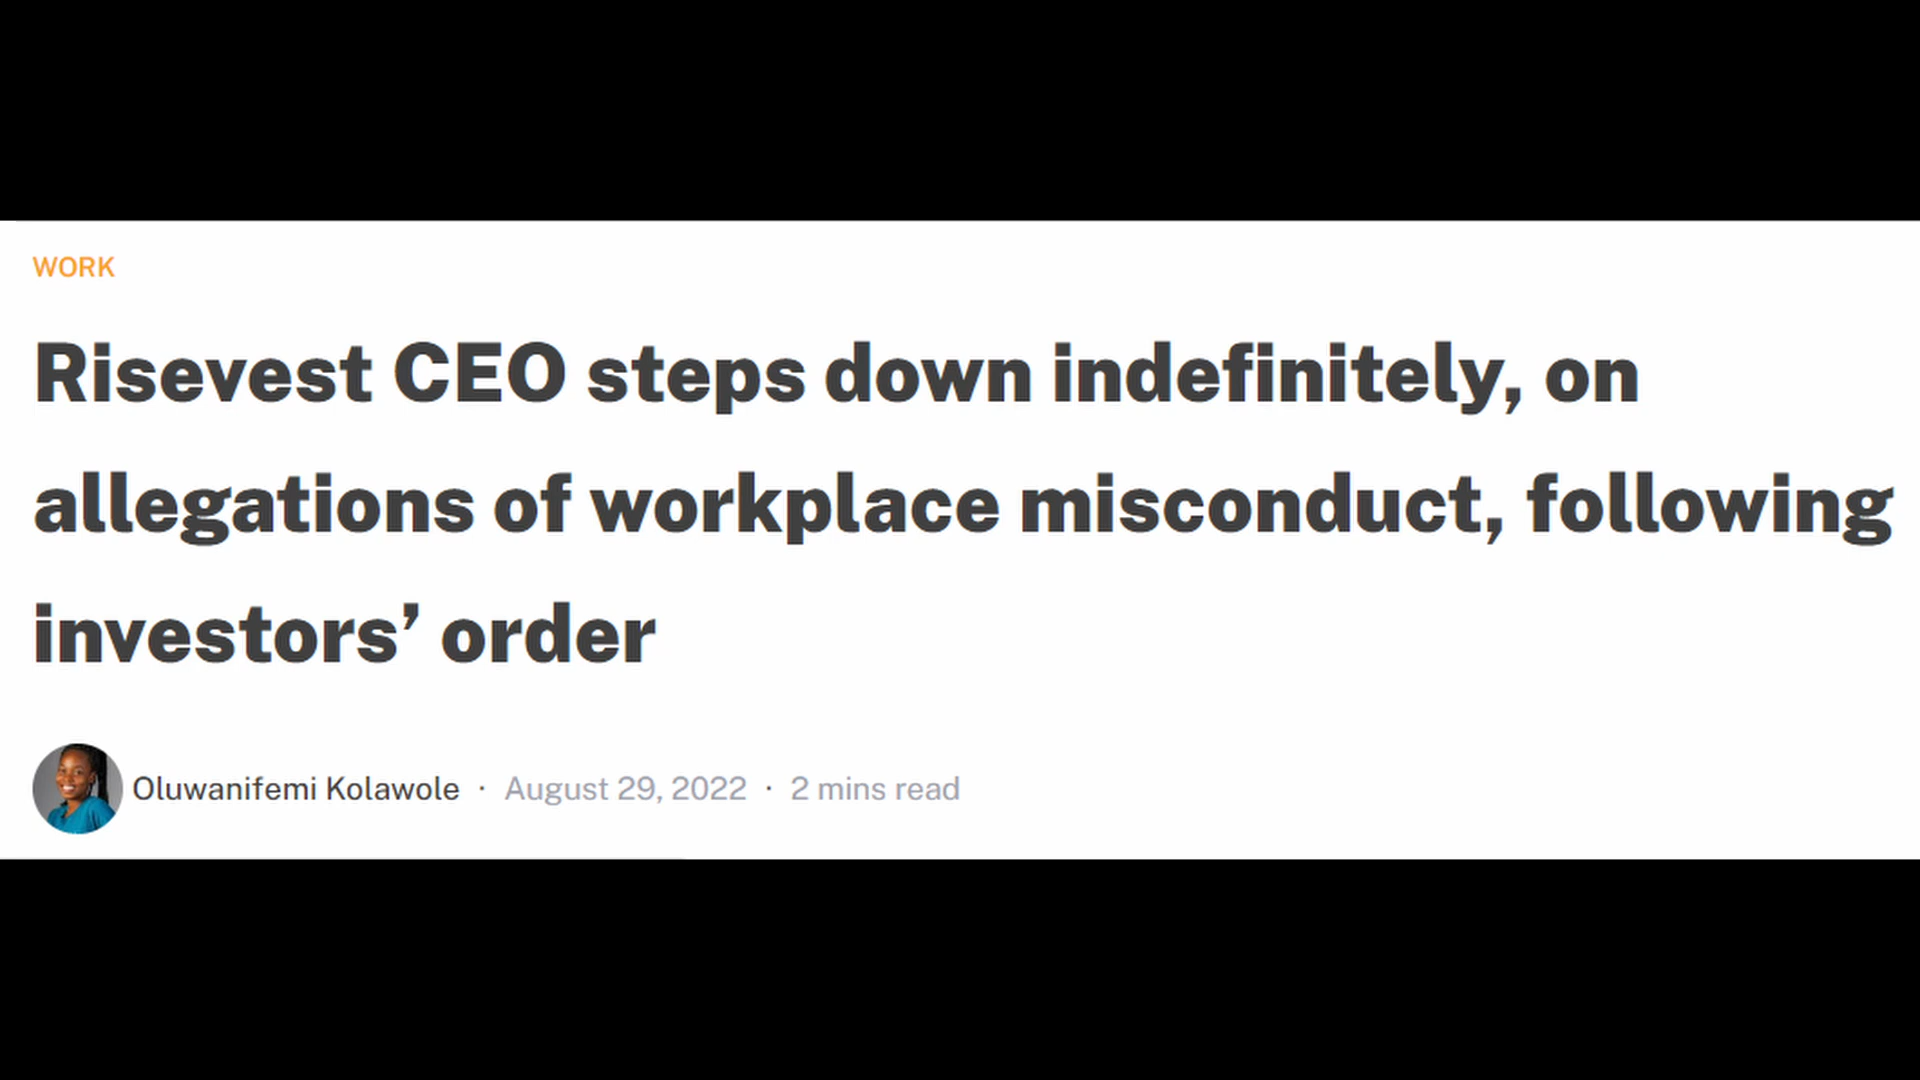 WORK
Risevest CEO steps down indefinitely, on
allegations of workplace misconduct, following
investors’ order
Oluwanifemi Kolawole · August 29, 2022 · 2 mins read